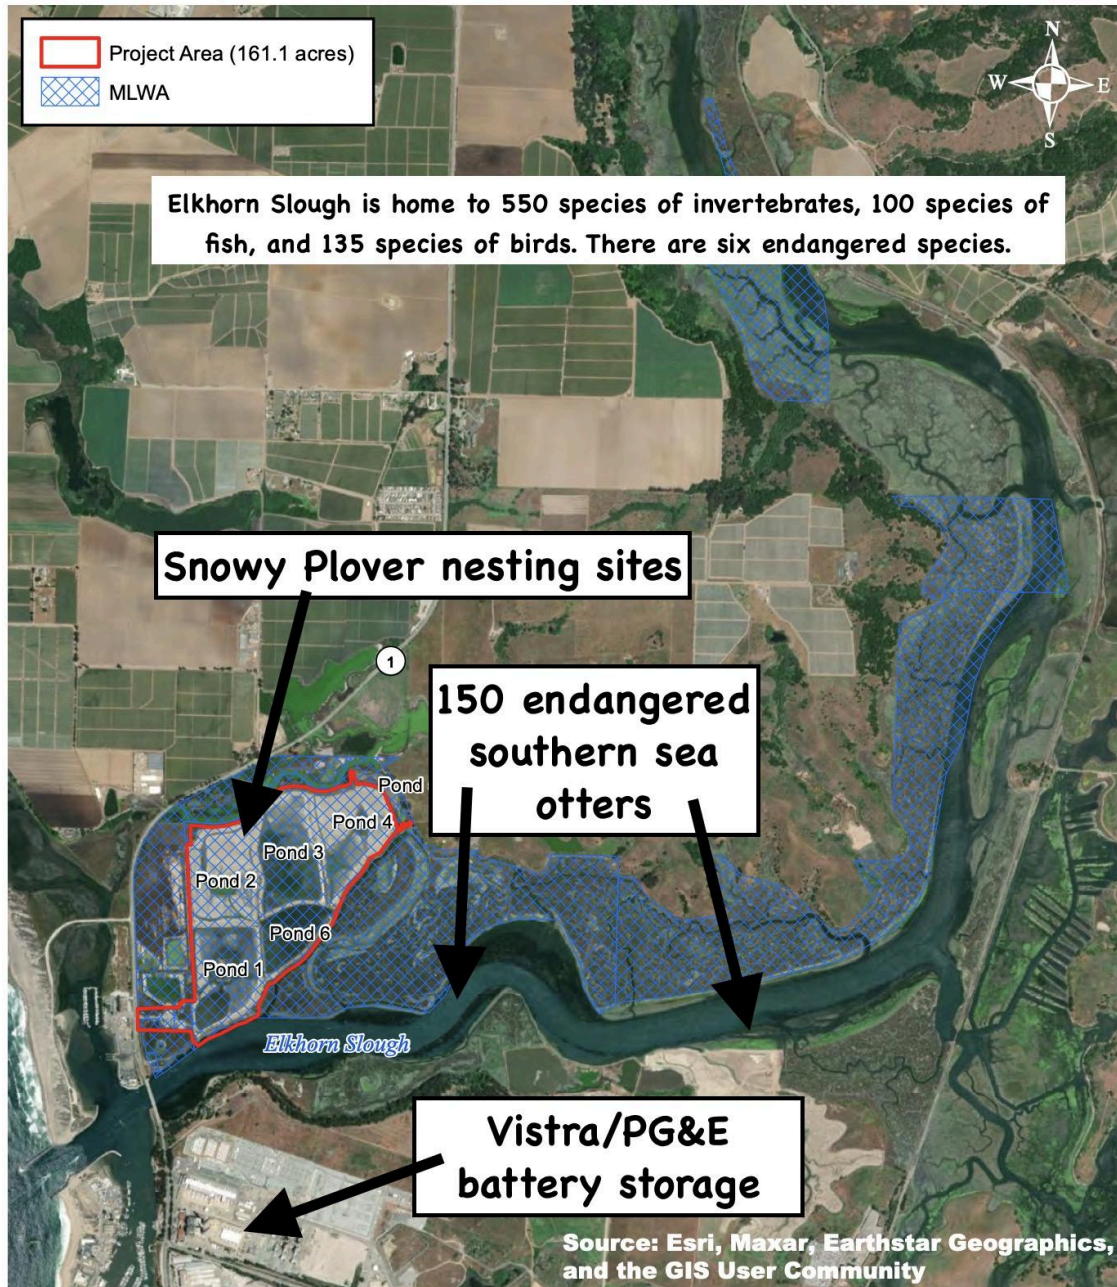 Project Area (161.1 acres)
MLWA
N
W
E
S
Elkhorn Slough is home to 550 species of invertebrates, 100 species of
fish, and 135 species of birds. There are six endangered species.
Snowy Plover nesting sites
1
150 endangered
southern sea
otters
Pond
Pond 4
Pond 3
Pond 2
Pond 6
Pond 1
Elkhorn Slough
Vistra/PG&E
battery storage
Source: Esri, Maxar, Earthstar Geographics,
and the GIS User Community